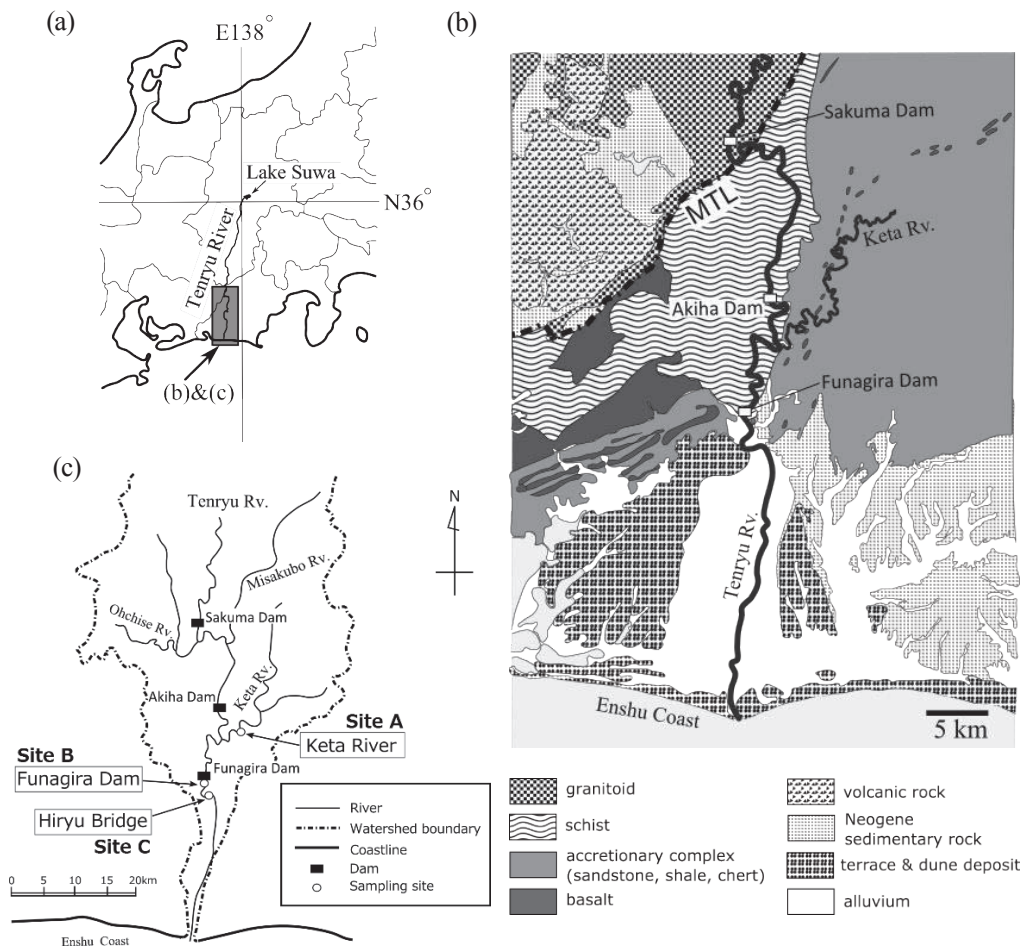 (a)
E138°
Lake Suwa
N36°
Tenryu River
(b)&(c)
(b)
Sakuma Dam
MTL
Keta Rv.
Akiha Dam
Funagira Dam
Tenryu Rv.
Enshu Coast
5 km
(c)
Tenryu Rv.
N
Misakubo Rv.
Ohchise Rv.
Sakuma Dam
Keta Rv.
Akiha Dam
Site A
Keta River
Site B
Funagira Dam
Funagira Dam
Hiryu Bridge
Site C
0 10 20km
Enshu Coast
River
Watershed boundary
Coastline
Dam
Sampling site
granitoid
schist
accretionary complex
(sandstone, shale, chert)
basalt
volcanic rock
Neogene
sedimentary rock
terrace & dune deposit
alluvium